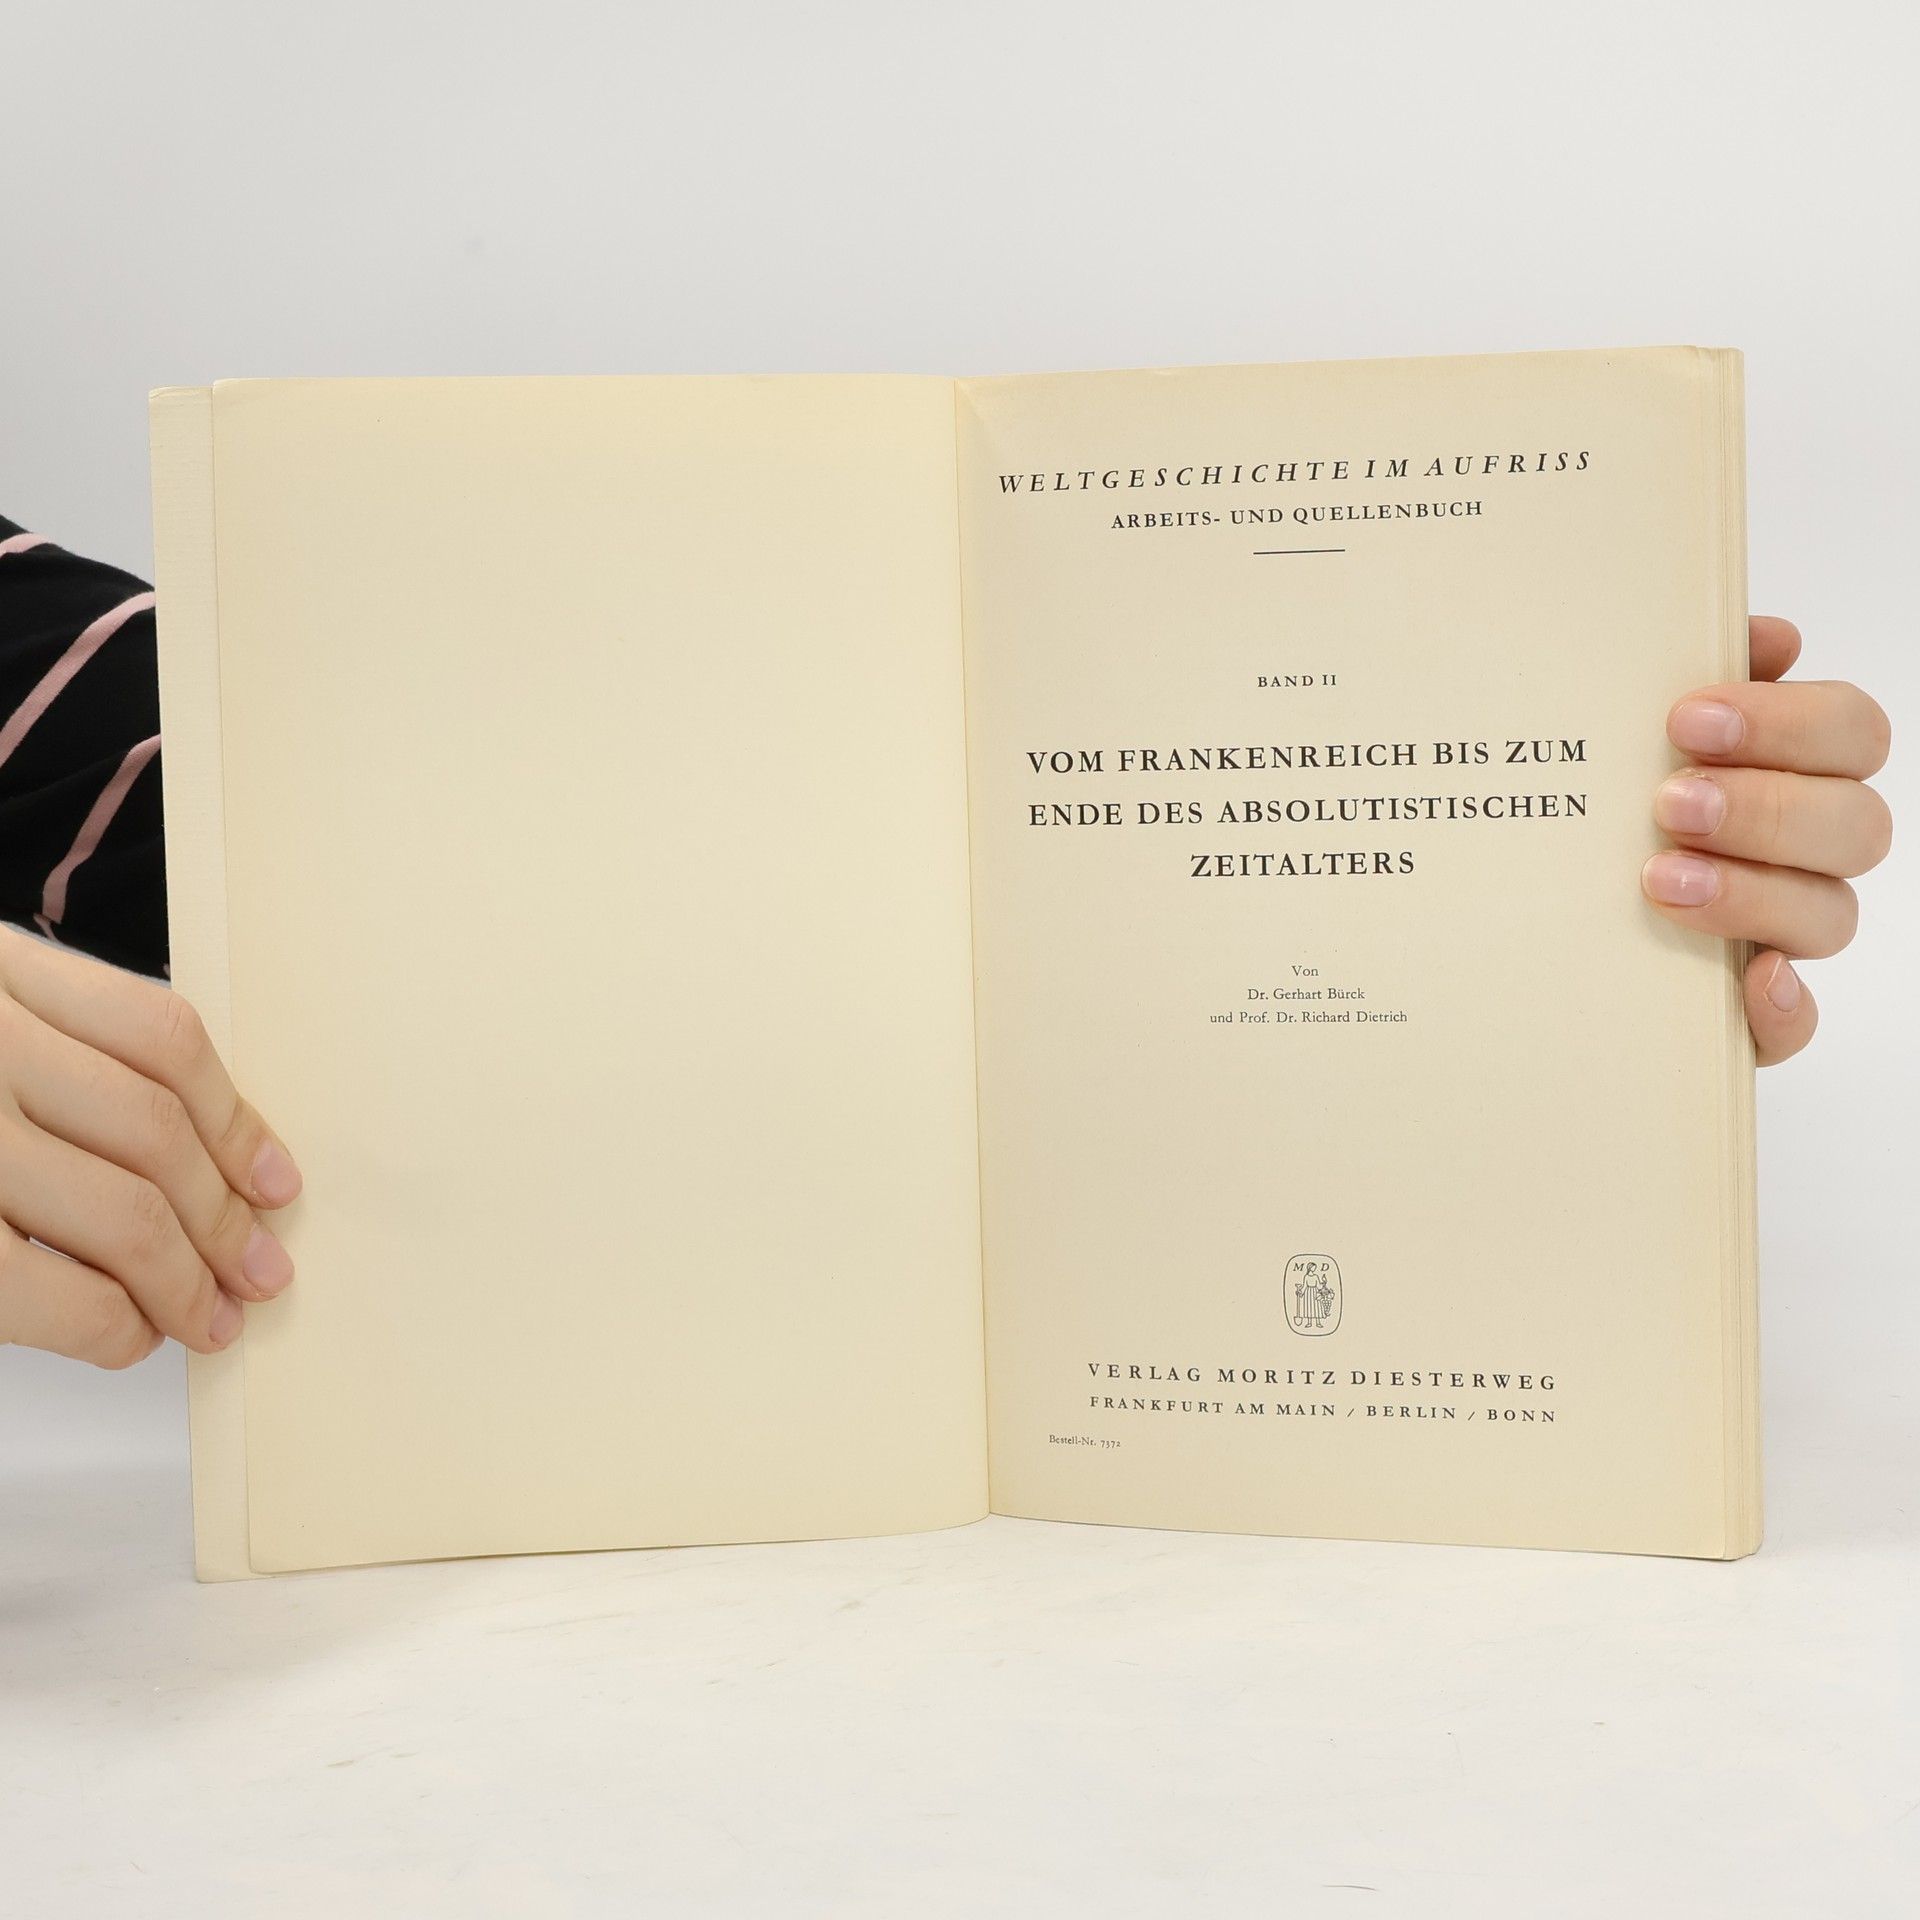 WELTGESCHICHTE IM AUFRISS
ARBEITS- UND QUELLENBUCH
BAND II
VOM FRANKENREICH BIS ZUM
ENDE DES ABSOLUTISTISCHEN
ZEITALTERS
Von
Dr. Gerhart Bürck
und Prof. Dr. Richard Dietrich
M D
VERLAG MORITZ DIESTERWEG
FRANKFURT AM MAIN / BERLIN / BONN
Bestell-Nr. 7372